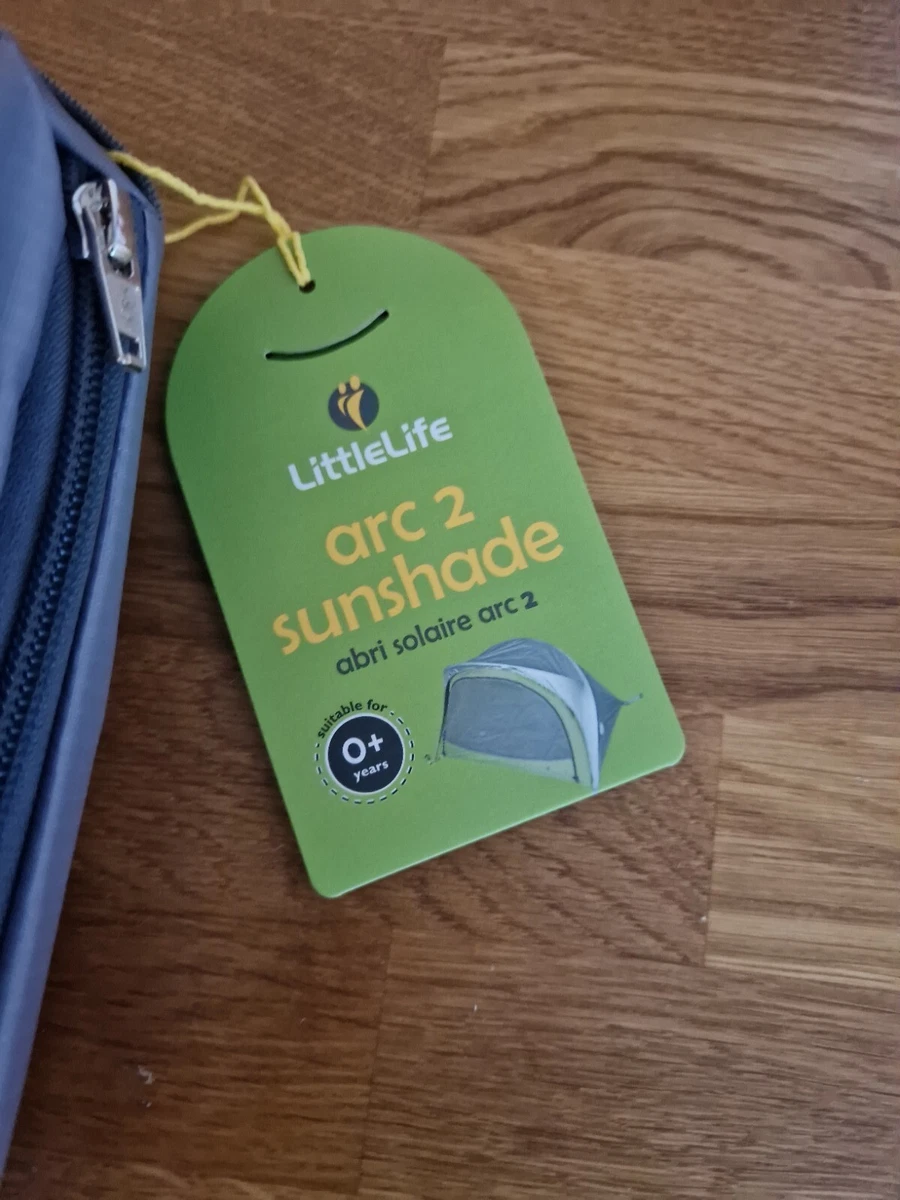 LittleLife
arc 2
sunshade
abri solaire arc 2
suitable for
0+
years